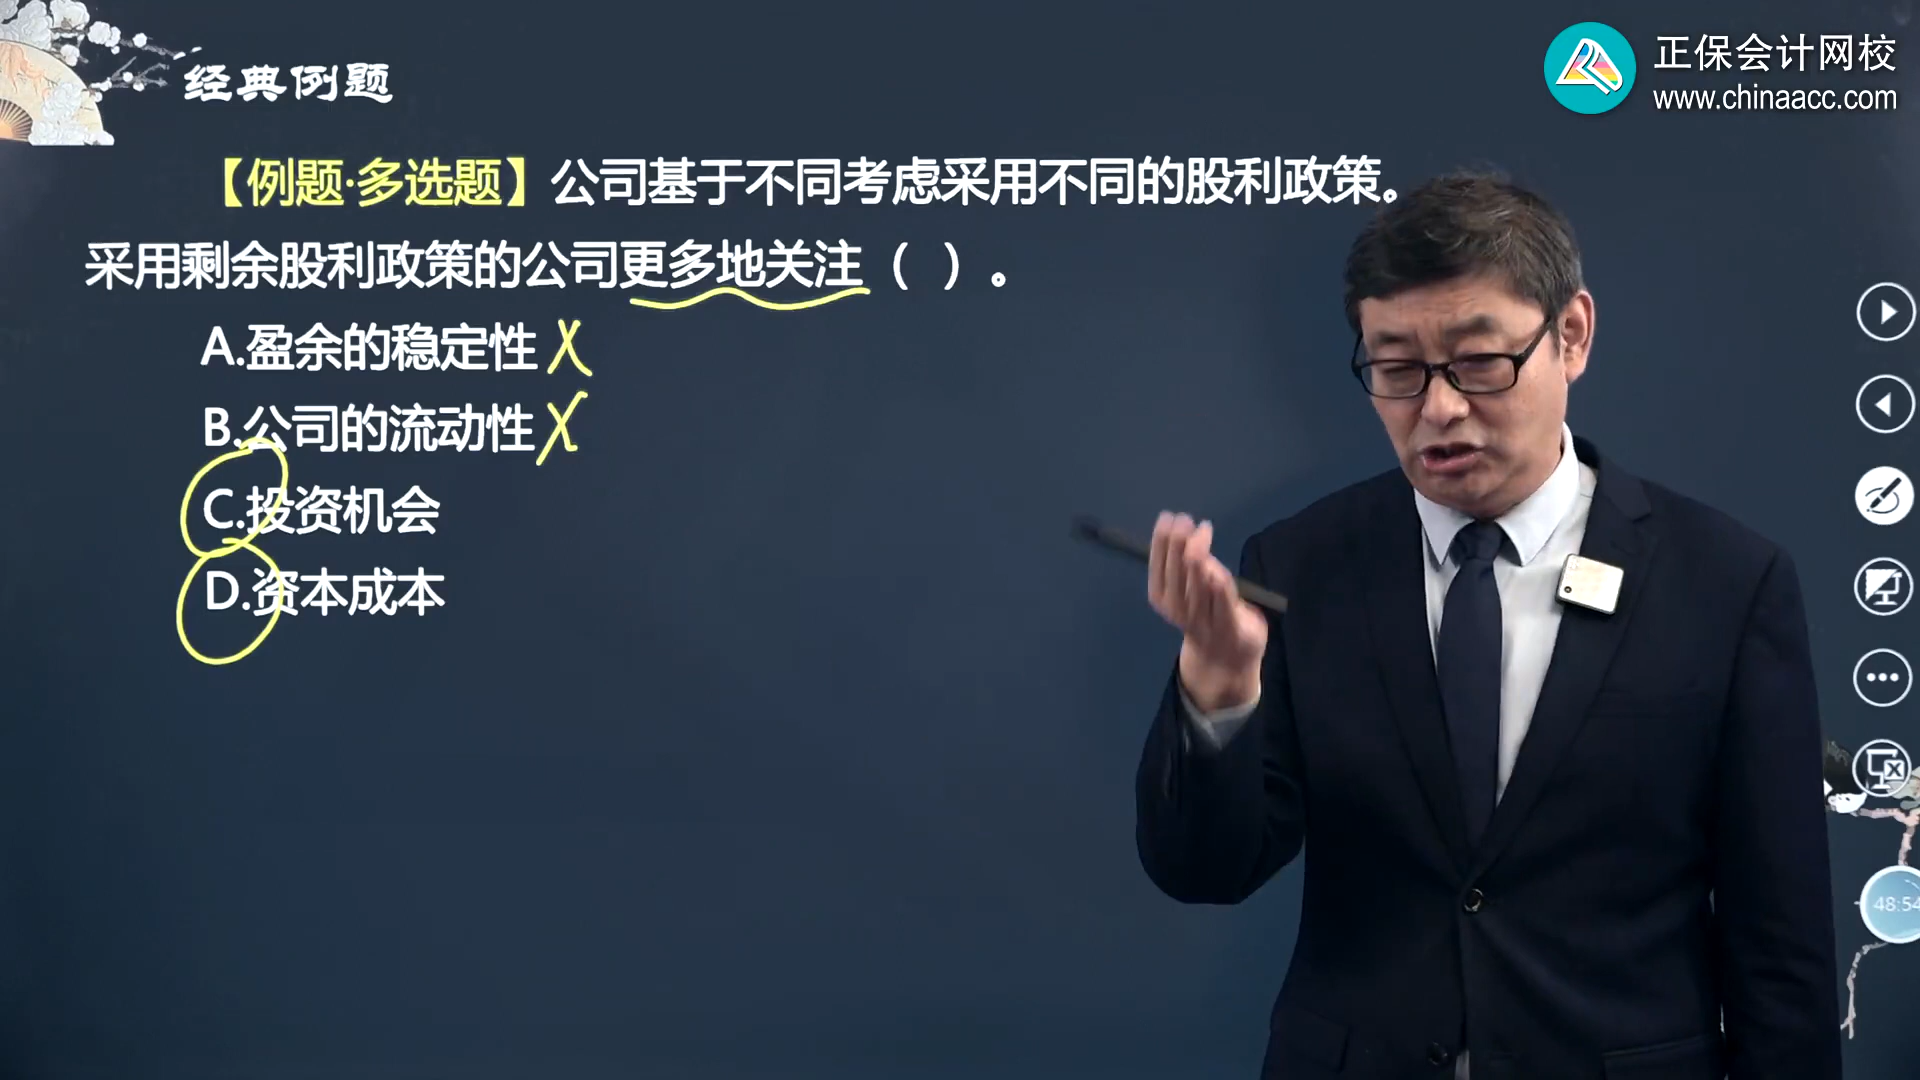 正保会计网校
www.chinaacc.com
经典例题
【例题·多选题】公司基于不同考虑采用不同的股利政策。
采用剩余股利政策的公司更多地关注（ ）。
A.盈余的稳定性 X
B.公司的流动性 X
C.投资机会
D.资本成本
48:54